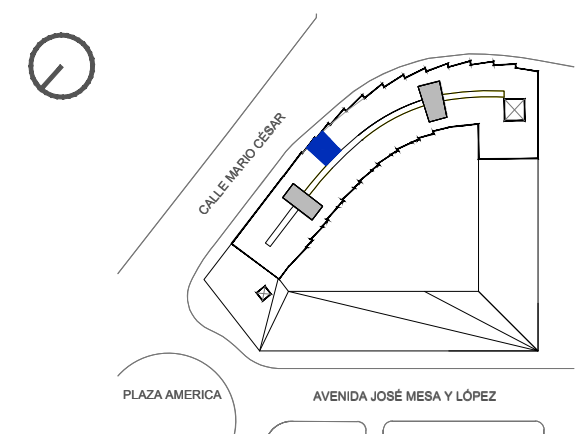 CALLE MARIO CÉSAR
PLAZA AMERICA
AVENIDA JOSÉ MESA Y LÓPEZ